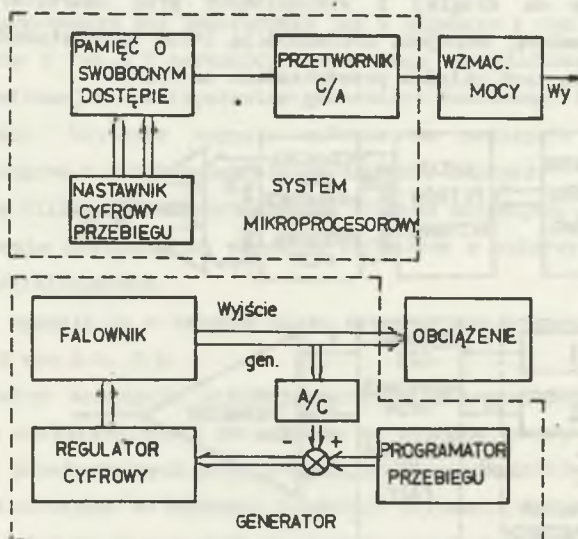 PAMIĘĆ O
SWOBODNYM
DOSTĘPIE
PRZETWORNIK
C/A
WZMAC.
MOCY
Wy
NASTAWNIK
CYFROWY
PRZEBIEGU
SYSTEM
MIKROPROCESOROWY
FALOWNIK
Wyjście
gen.
OBCIĄŻENIE
A/C
- +
REGULATOR
CYFROWY
PROGRAMATOR
PRZEBIEGU
GENERATOR